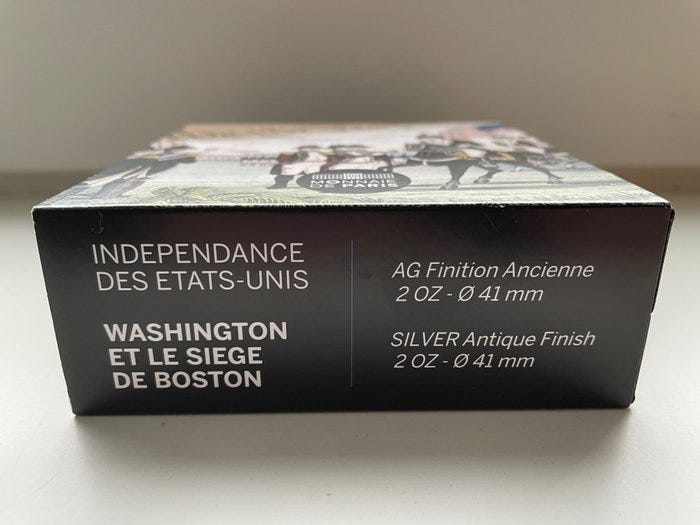 MONNAIE
DE PARIS
INDEPENDANCE
DES ETATS-UNIS
WASHINGTON
ET LE SIEGE
DE BOSTON
AG Finition Ancienne
2 OZ - Ø 41 mm
SILVER Antique Finish
2 OZ - Ø 41 mm